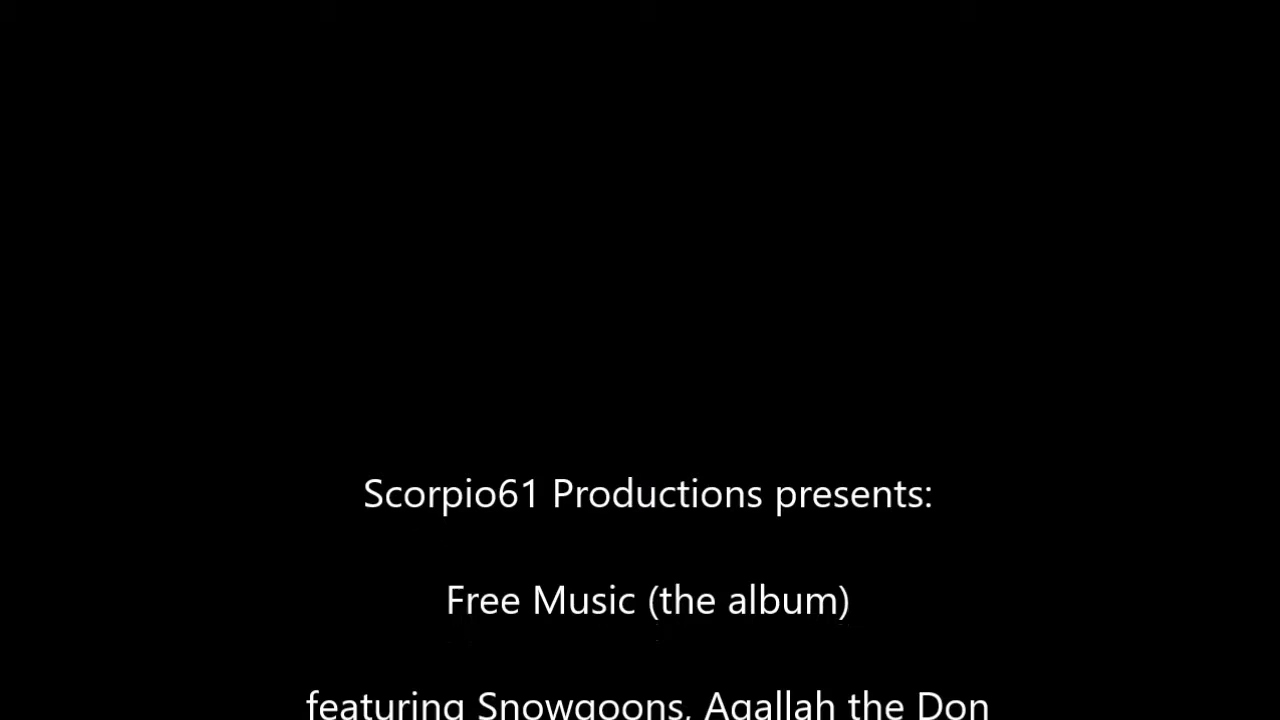 Scorpio61 Productions presents:
Free Music (the album)
featuring Snowgoons, Agallah the Don